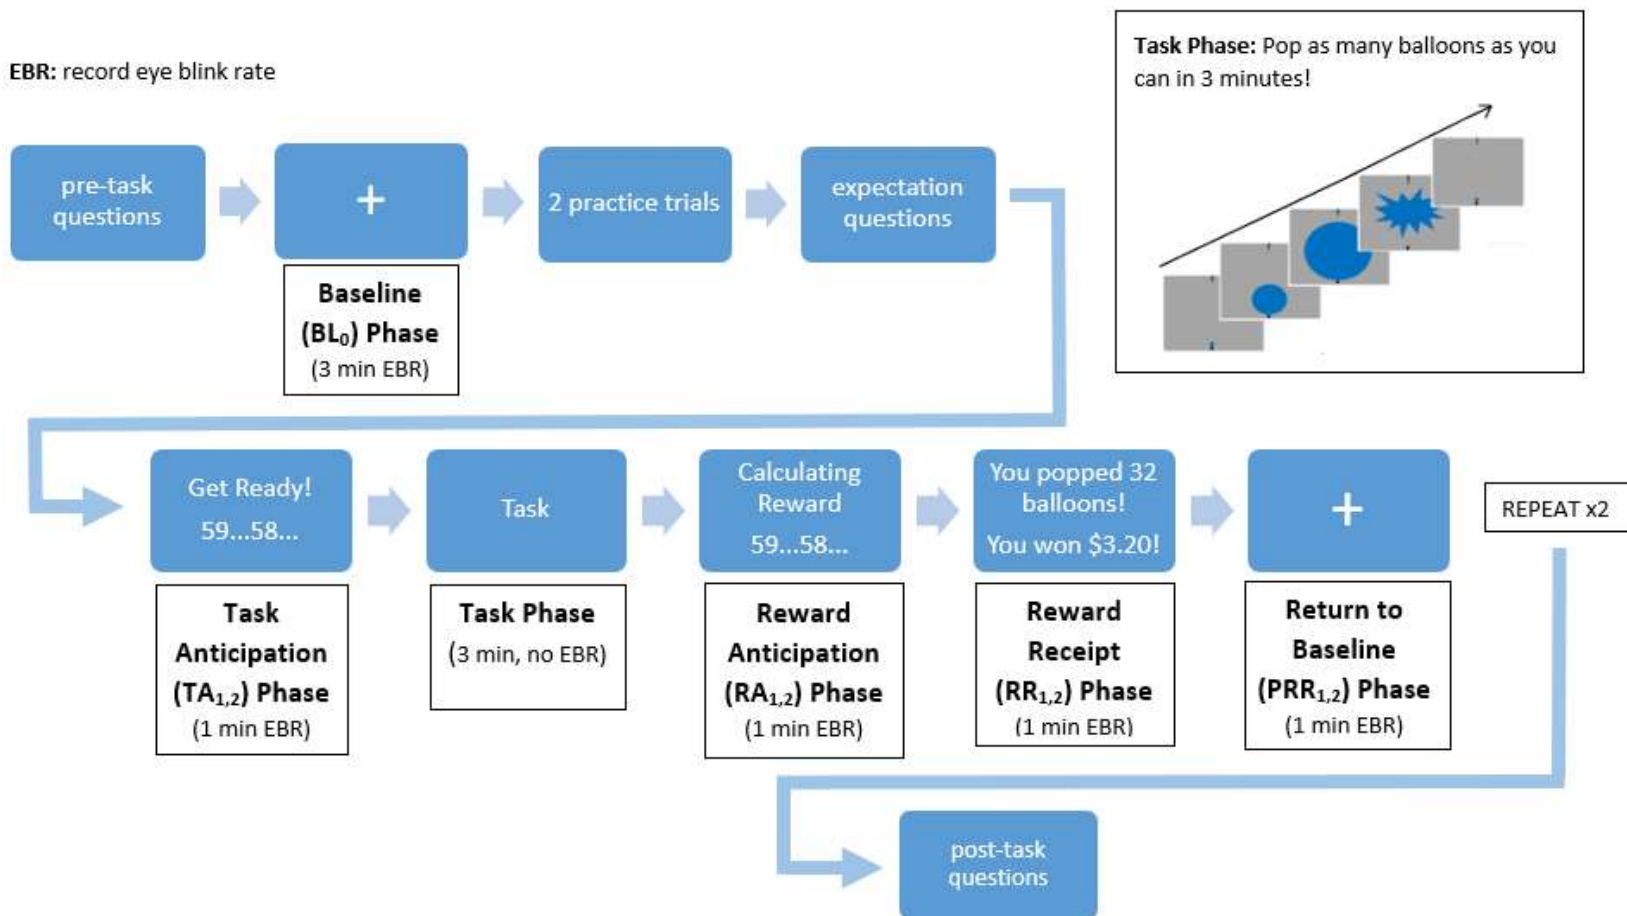 EBR: record eye blink rate
Task Phase: Pop as many balloons as you
can in 3 minutes!
pre-task
questions
+
2 practice trials
expectation
questions
Baseline
(BL₀) Phase
(3 min EBR)
Get Ready!
59...58...
Task
Calculating
Reward
59...58...
You popped 32
balloons!
You won $3.20!
+
REPEAT x2
Task
Anticipation
(TA₁,₂) Phase
(1 min EBR)
Task Phase
(3 min, no EBR)
Reward
Anticipation
(RA₁,₂) Phase
(1 min EBR)
Reward
Receipt
(RR₁,₂) Phase
(1 min EBR)
Return to
Baseline
(PRR₁,₂) Phase
(1 min EBR)
post-task
questions